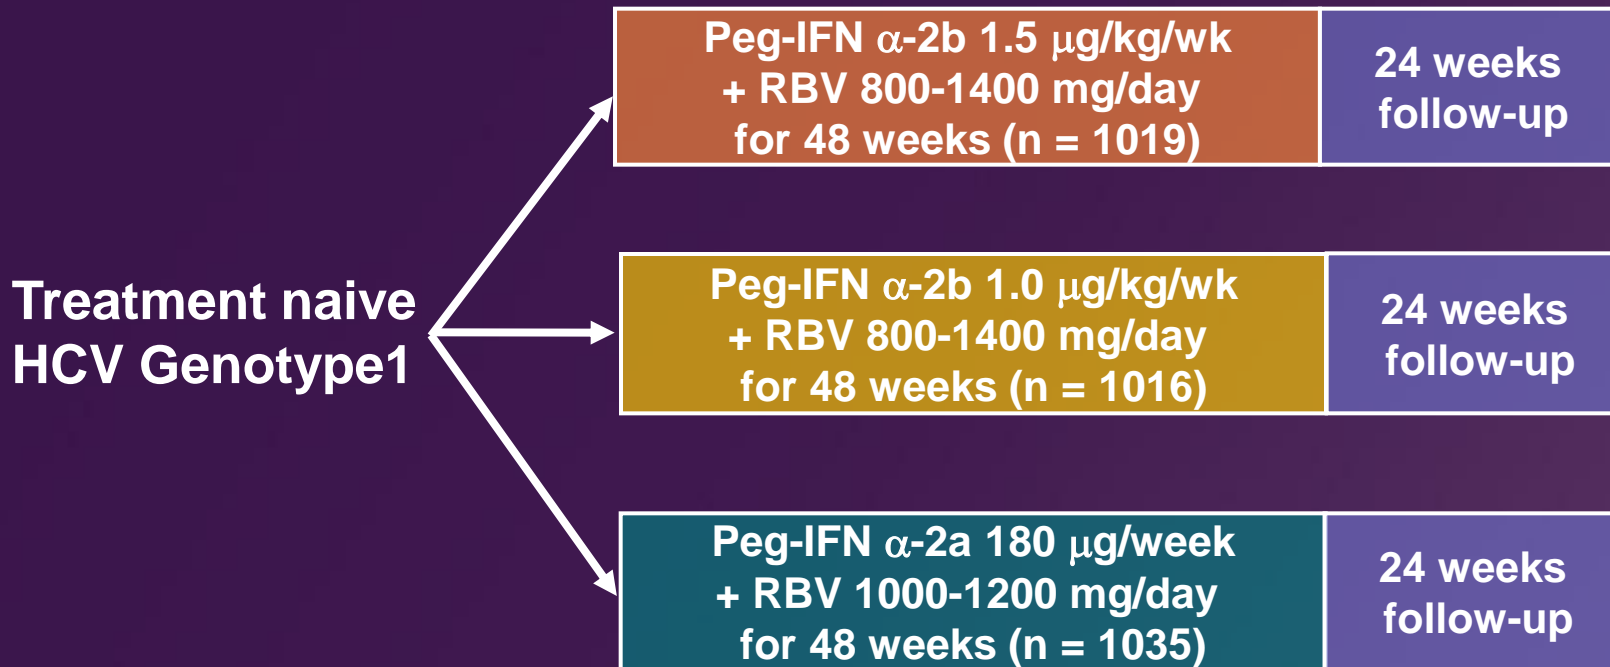 Peg-IFN α-2b 1.5 μg/kg/wk
+ RBV 800-1400 mg/day
for 48 weeks (n = 1019)
24 weeks
follow-up
Treatment naive
HCV Genotype1
Peg-IFN α-2b 1.0 μg/kg/wk
+ RBV 800-1400 mg/day
for 48 weeks (n = 1016)
24 weeks
follow-up
Peg-IFN α-2a 180 μg/week
+ RBV 1000-1200 mg/day
for 48 weeks (n = 1035)
24 weeks
follow-up